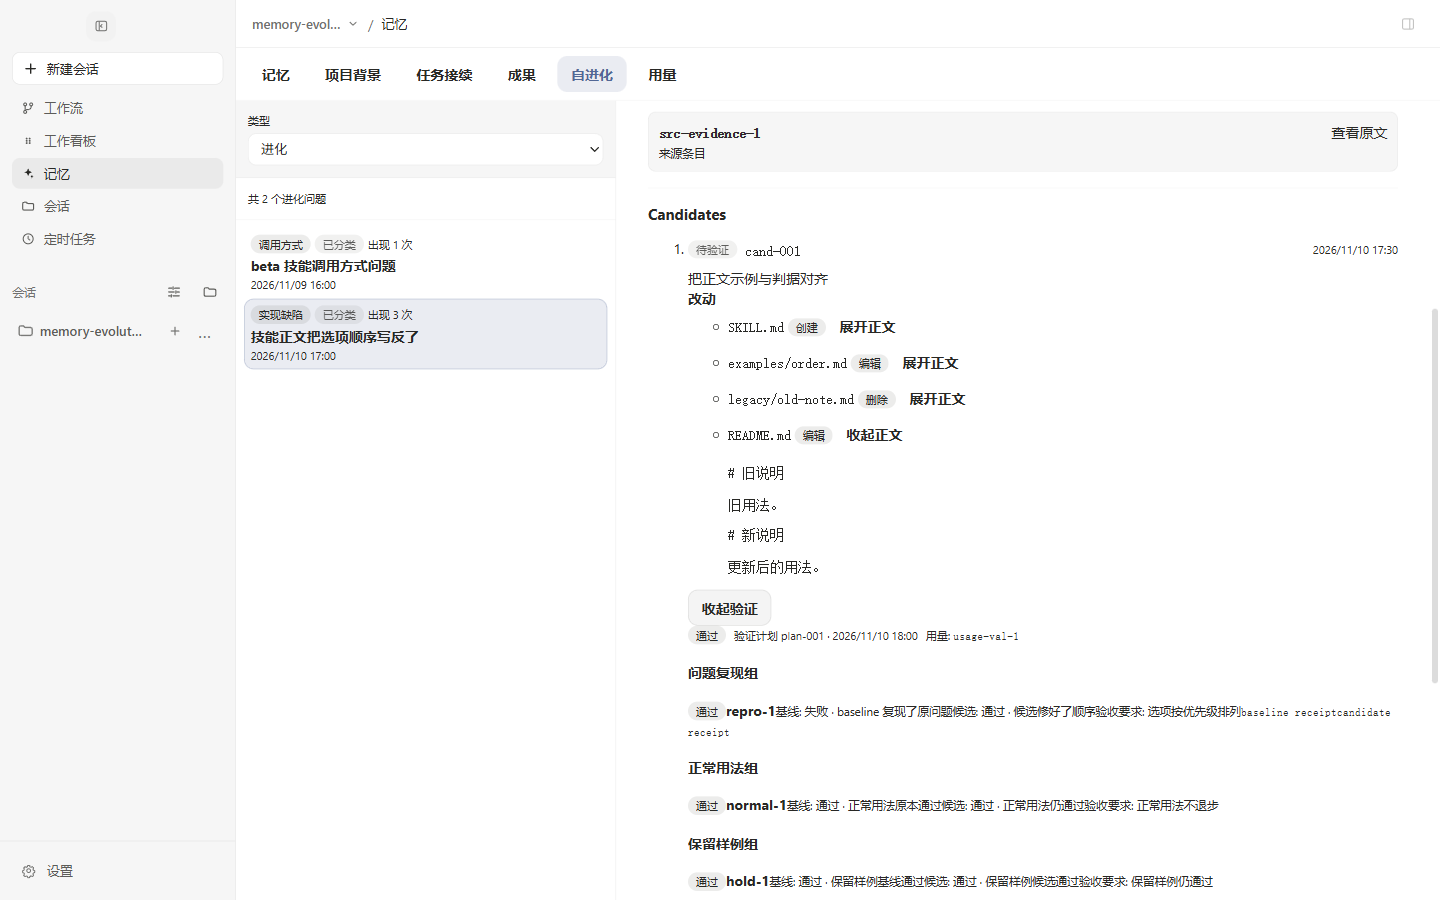 新建会话
工作流
工作看板
记忆
会话
定时任务
会话
memory-evolut...
...
设置
memory-evol... / 记忆
记忆 项目背景 任务接续 成果 自进化 用量
类型
进化
共 2 个进化问题
调用方式 已分类 出现 1 次
beta 技能调用方式问题
2026/11/09 16:00
实现缺陷 已分类 出现 3 次
技能正文把选项顺序写反了
2026/11/10 17:00
src-evidence-1 查看原文
来源条目
Candidates
1. 待验证 cand-001 2026/11/10 17:30
把正文示例与判据对齐
改动
SKILL.md 创建 展开正文
examples/order.md 编辑 展开正文
legacy/old-note.md 删除 展开正文
README.md 编辑 收起正文
# 旧说明
旧用法。
# 新说明
更新后的用法。
收起验证
通过 验证计划 plan-001 · 2026/11/10 18:00 用量: usage-val-1
问题复现组
通过 repro-1基线: 失败 · baseline 复现了原问题候选: 通过 · 候选修好了顺序验收要求: 选项按优先级排列baseline receiptcandidate
receipt
正常用法组
通过 normal-1基线: 通过 · 正常用法原本通过候选: 通过 · 正常用法仍通过验收要求: 正常用法不退步
保留样例组
通过 hold-1基线: 通过 · 保留样例基线通过候选: 通过 · 保留样例候选通过验收要求: 保留样例仍通过